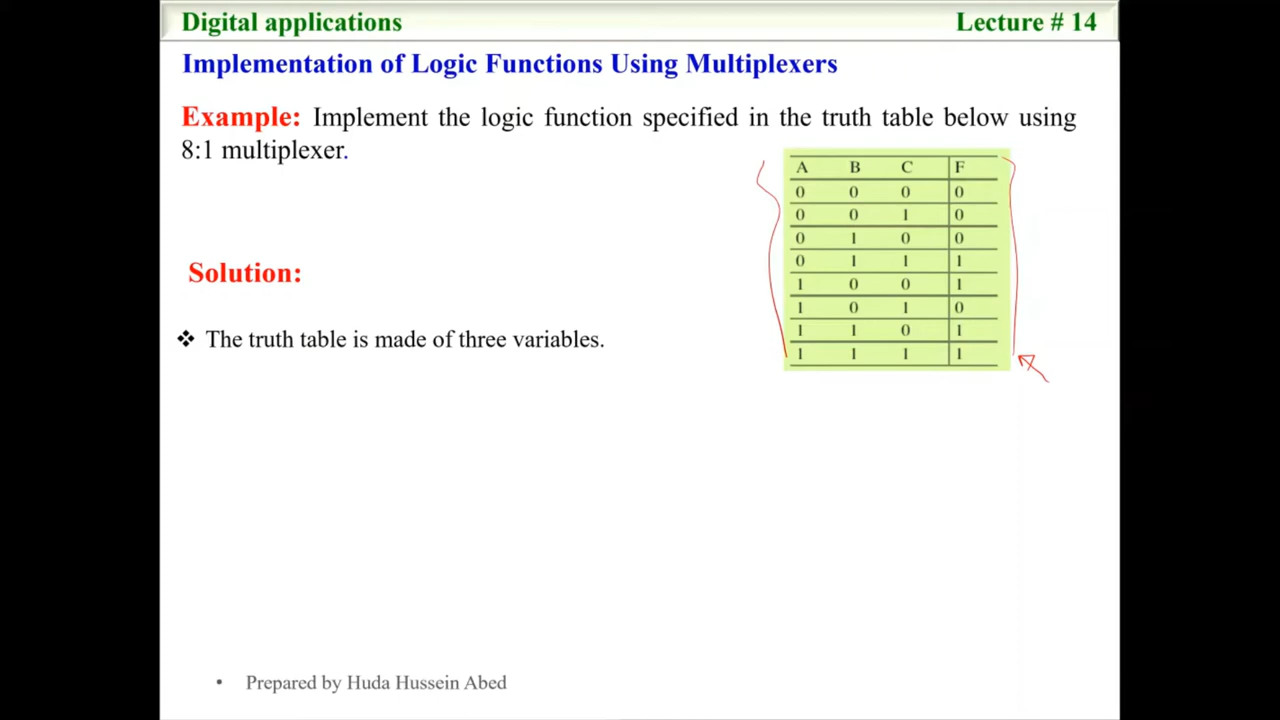 Digital applications Lecture # 14
Implementation of Logic Functions Using Multiplexers
Example: Implement the logic function specified in the truth table below using
8:1 multiplexer.
A B C F
0 0 0 0
0 0 1 0
0 1 0 0
0 1 1 1
1 0 0 1
1 0 1 0
1 1 0 1
1 1 1 1
Solution:
❖ The truth table is made of three variables.
• Prepared by Huda Hussein Abed